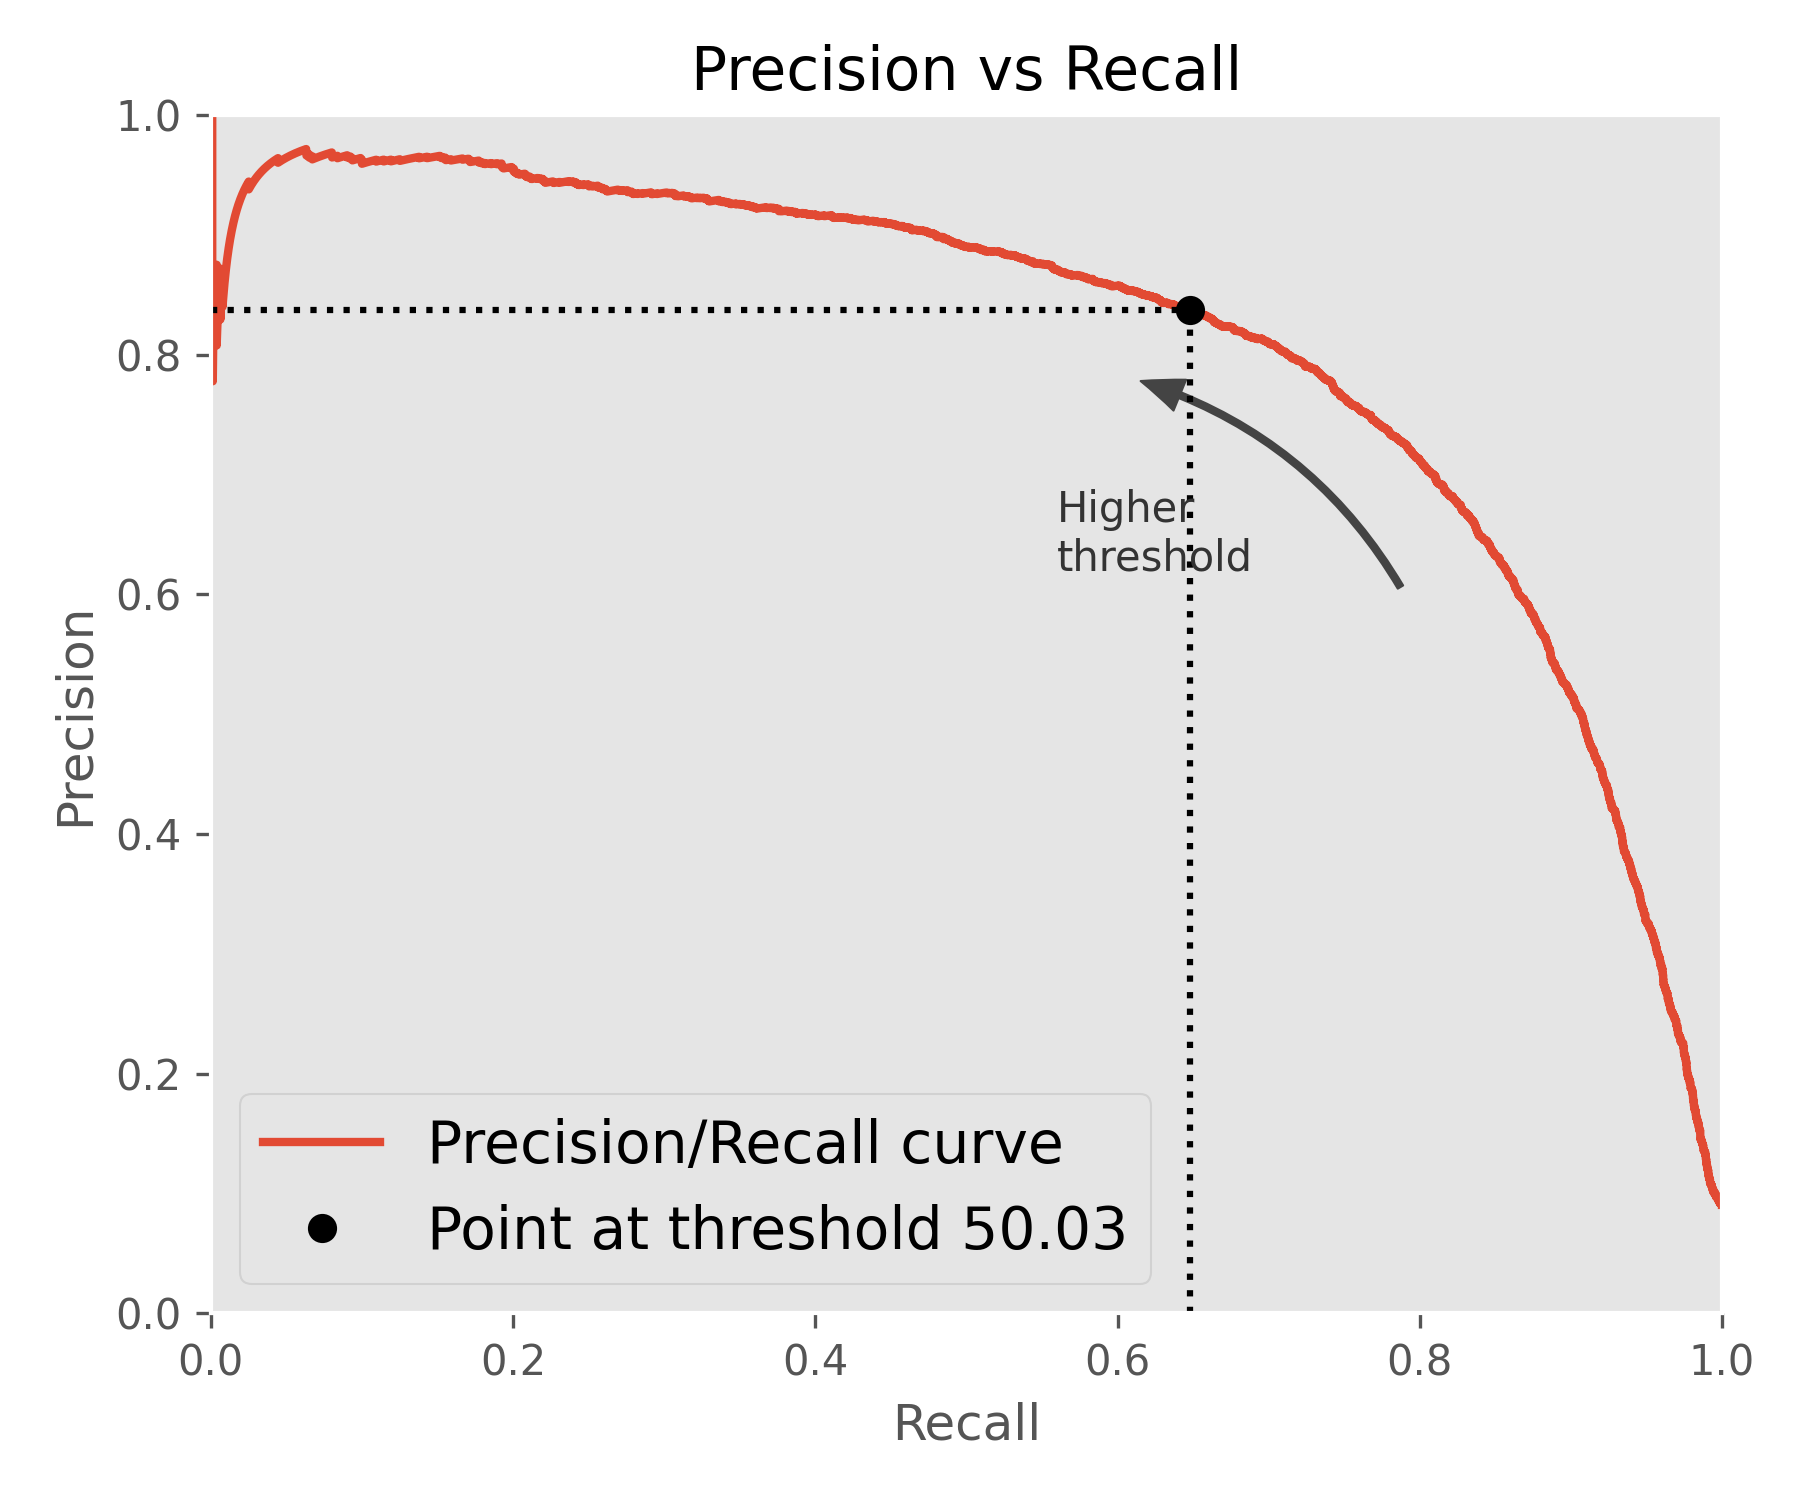 Precision vs Recall
1.0
0.8
0.6
0.4
0.2
0.0
Precision
Higher
threshold
Precision/Recall curve
Point at threshold 50.03
0.0 0.2 0.4 0.6 0.8 1.0
Recall